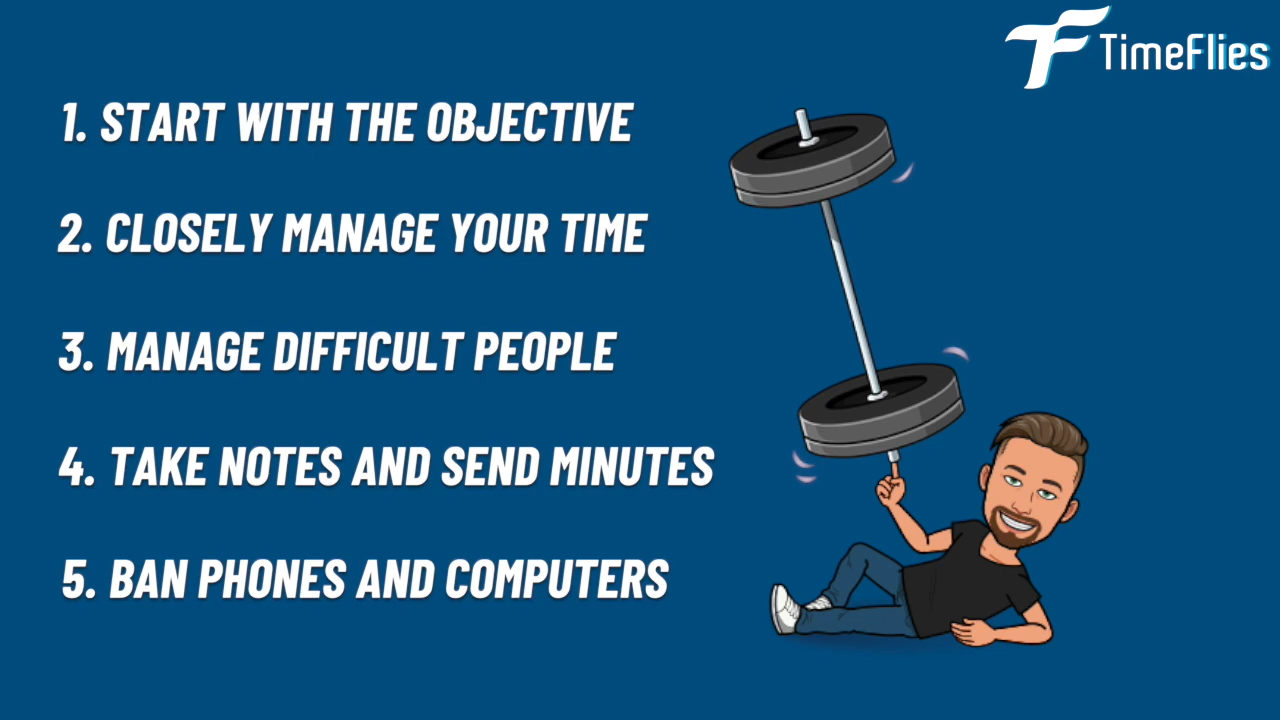 TimeFlies
1. START WITH THE OBJECTIVE
2. CLOSELY MANAGE YOUR TIME
3. MANAGE DIFFICULT PEOPLE
4. TAKE NOTES AND SEND MINUTES
5. BAN PHONES AND COMPUTERS